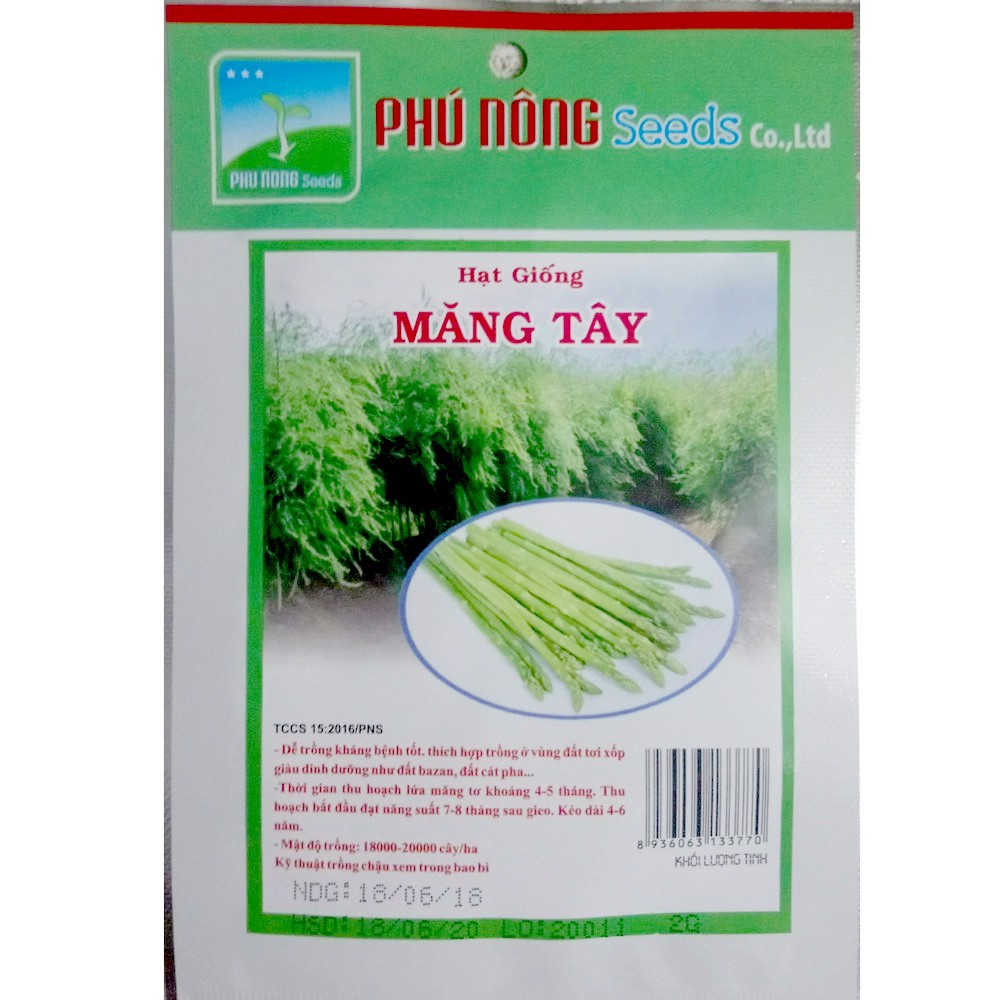 PHÚ NÔNG Seeds Co.,Ltd
PHU NONG Seeds
Hạt Giống
MĂNG TÂY
TCCS 15:2016/PNS
- Dễ trồng kháng bệnh tốt. thích hợp trồng ở vùng đất tơi xốp
giàu dinh dưỡng như đất bazan, đất cát pha...
-Thời gian thu hoạch lứa măng tơ khoảng 4-5 tháng. Thu
hoạch bắt đầu đạt năng suất 7-8 tháng sau gieo. Kéo dài 4-6
năm.
- Mật độ trồng: 18000-20000 cây/ha
Kỹ thuật trồng chậu xem trong bao bì
8 936063 133770
KHỐI LƯỢNG TỊNH
NDG:18/06/18
HSD:18/06/20 LO:20011 2G